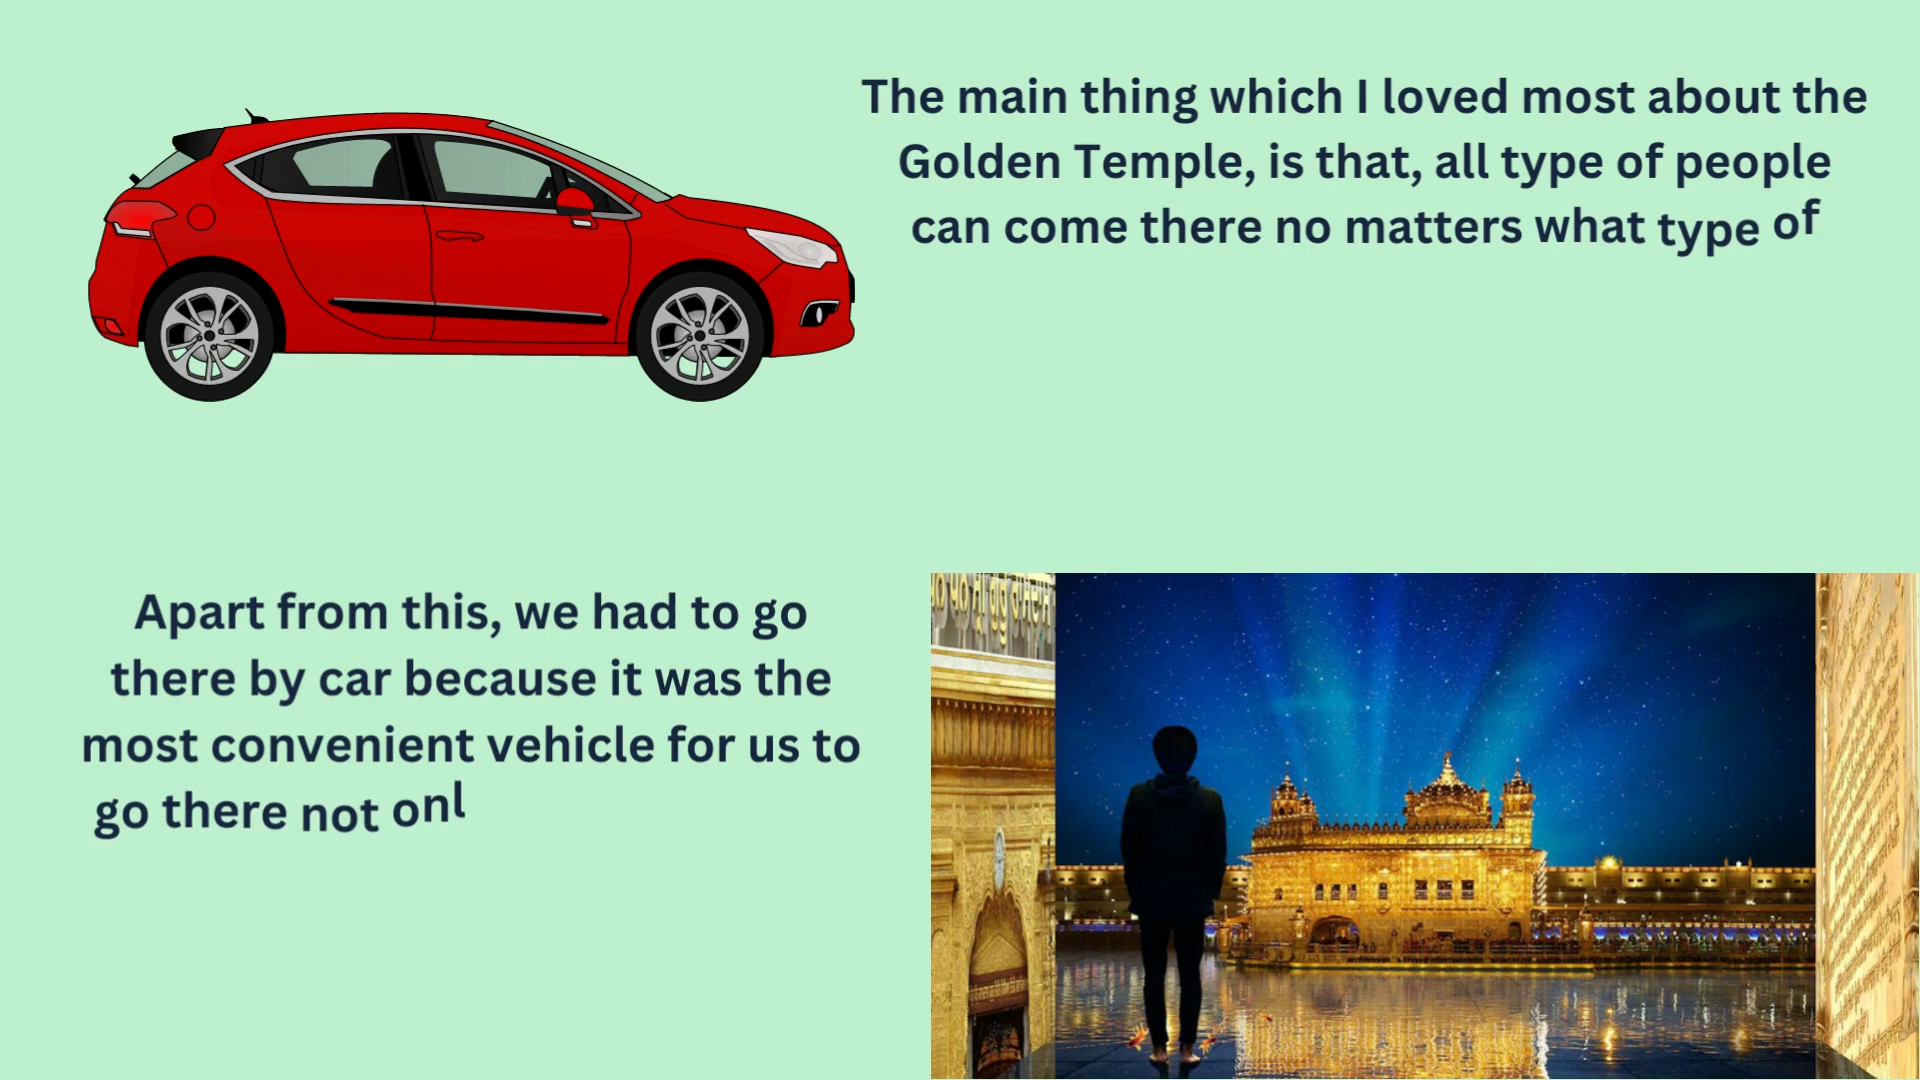 The main thing which I loved most about the
Golden Temple, is that, all type of people
can come there no matters what type of
Apart from this, we had to go
there by car because it was the
most convenient vehicle for us to
go there not onl